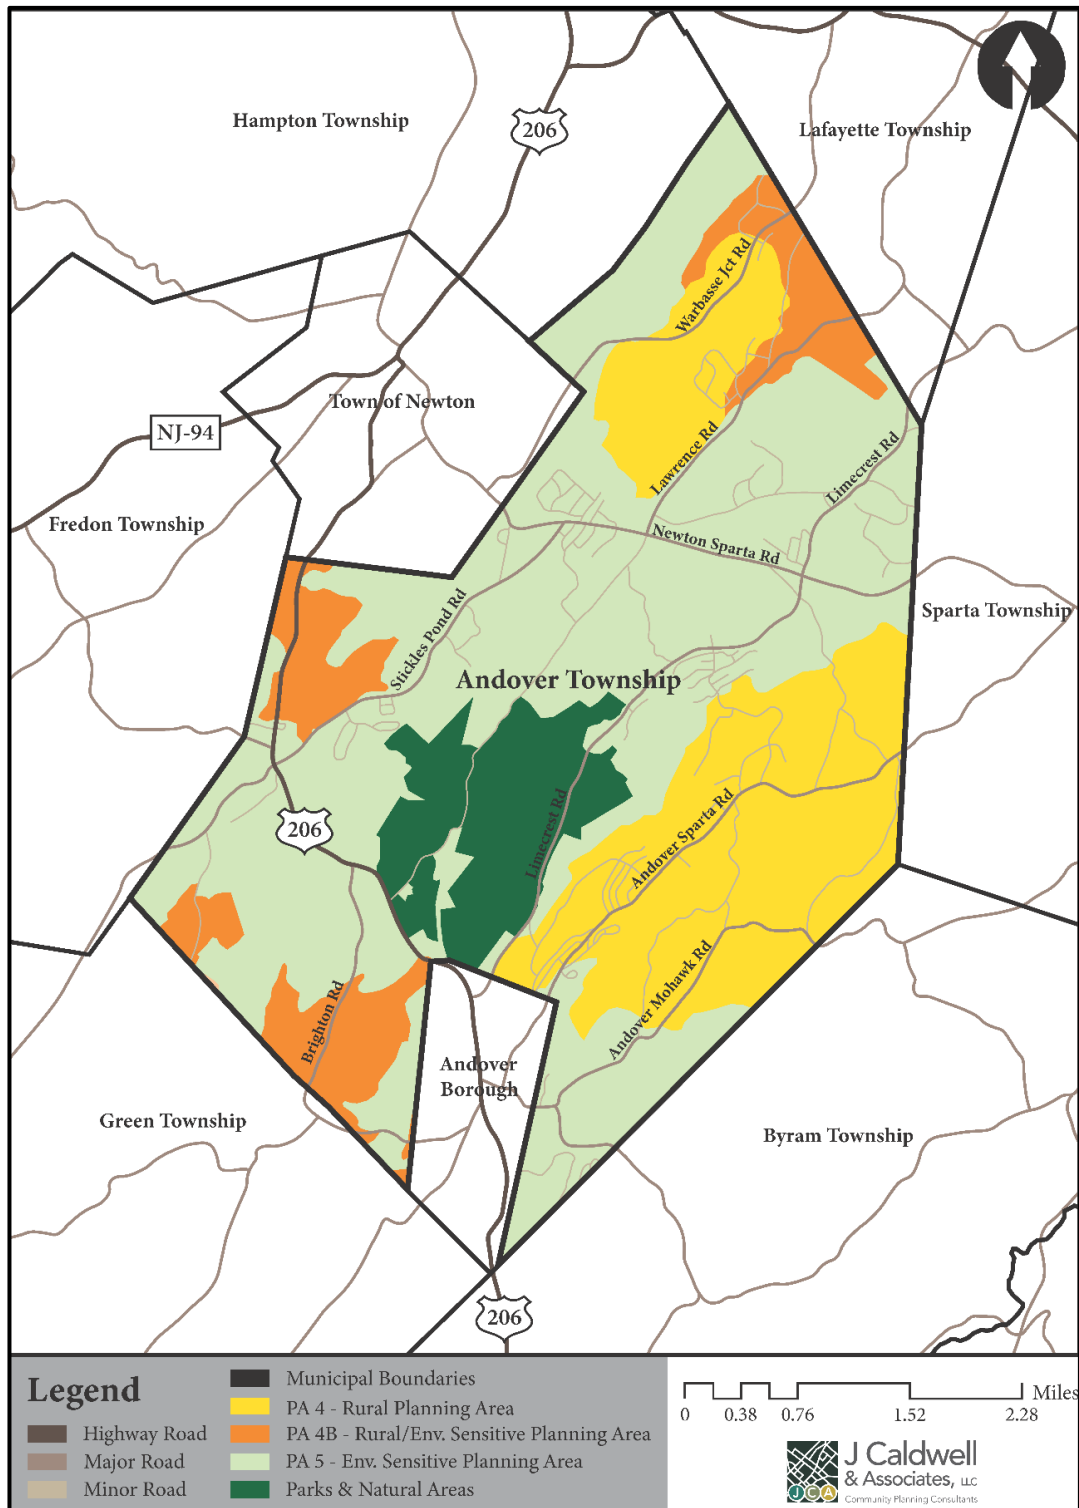 Hampton Township
206
Lafayette Township
Warbasse Jct Rd
Town of Newton
NJ-94
Lawrence Rd
Limecrest Rd
Fredon Township
Newton Sparta Rd
Stickles Pond Rd
Sparta Township
Andover Township
206
Limecrest Rd
Andover Sparta Rd
Andover Mohawk Rd
Brighton Rd
Andover
Borough
Green Township
Byram Township
206
Legend
Highway Road
Major Road
Minor Road
Municipal Boundaries
PA 4 - Rural Planning Area
PA 4B - Rural/Env. Sensitive Planning Area
PA 5 - Env. Sensitive Planning Area
Parks & Natural Areas
Miles
0 0.38 0.76 1.52 2.28
J Caldwell
& Associates, LLC
JCA
Community Planning Consultants